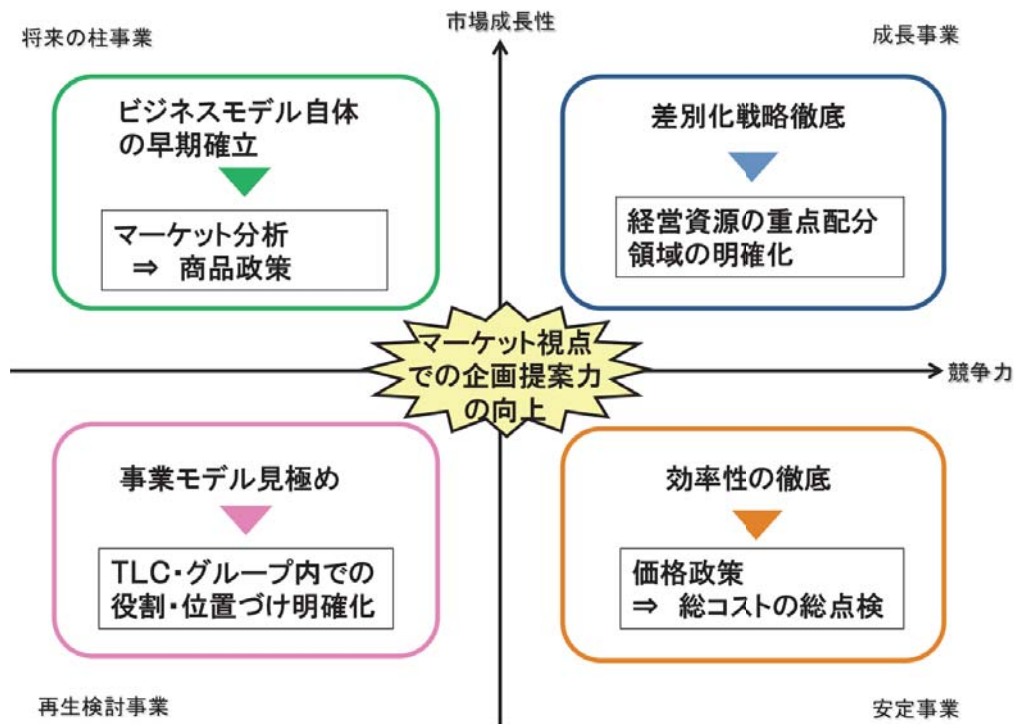 市場成長性
将来の柱事業
成長事業
ビジネスモデル自体
の早期確立
マーケット分析
⇒ 商品政策
差別化戦略徹底
経営資源の重点配分
領域の明確化
マーケット視点
での企画提案力
の向上
競争力
事業モデル見極め
TLC・グループ内での
役割・位置づけ明確化
効率性の徹底
価格政策
⇒ 総コストの総点検
再生検討事業
安定事業